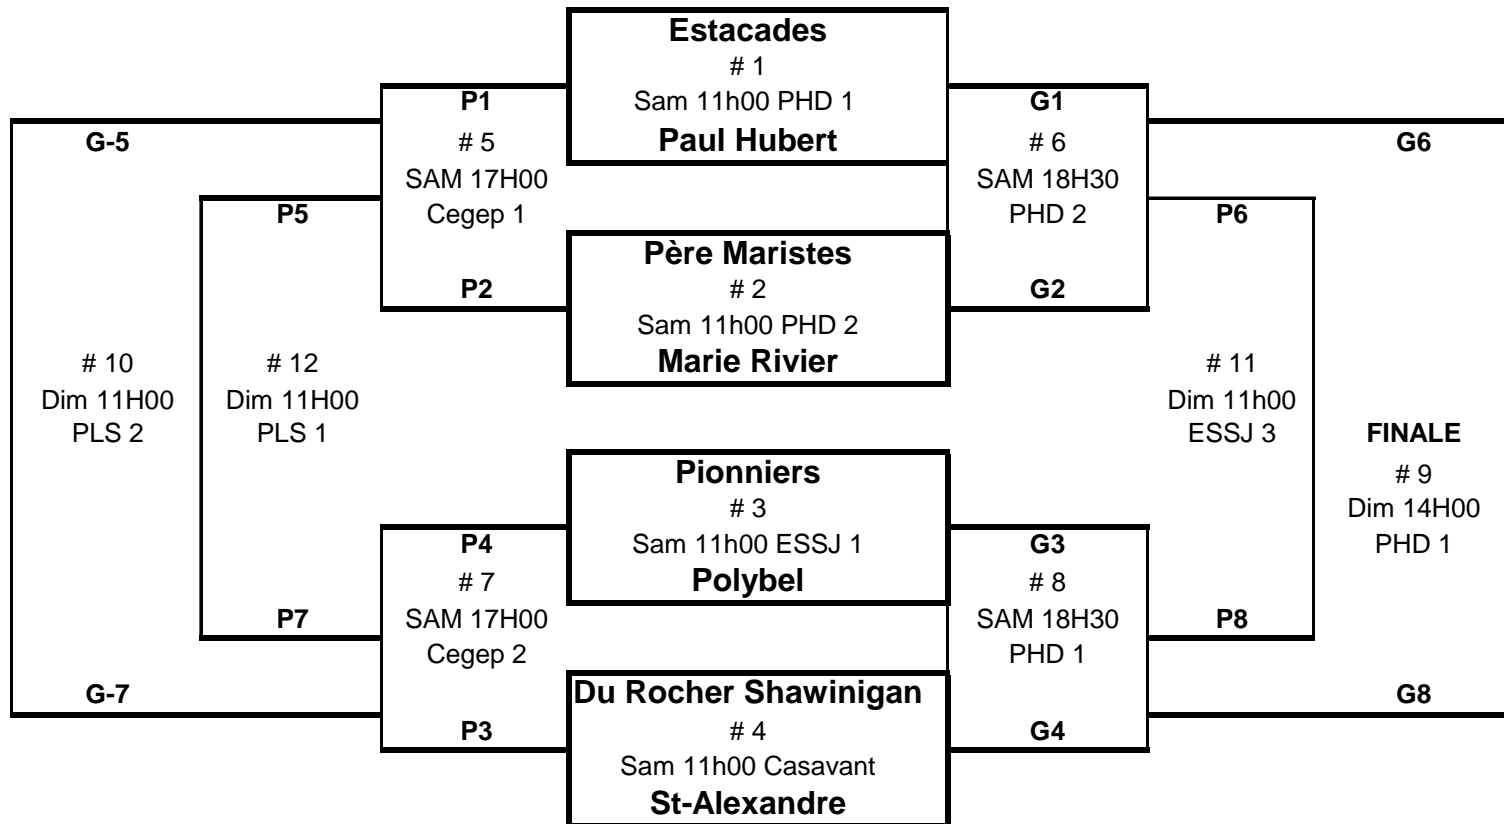 Estacades
# 1
Sam 11h00 PHD 1
Paul Hubert
P1
G1
G-5
# 5
SAM 17H00
Cegep 1
# 6
SAM 18H30
PHD 2
G6
P5
P6
Père Maristes
# 2
Sam 11h00 PHD 2
Marie Rivier
P2
G2
# 10
Dim 11H00
PLS 2
# 12
Dim 11H00
PLS 1
# 11
Dim 11h00
ESSJ 3
FINALE
# 9
Dim 14H00
PHD 1
Pionniers
# 3
Sam 11h00 ESSJ 1
Polybel
P4
G3
# 7
SAM 17H00
Cegep 2
# 8
SAM 18H30
PHD 1
P7
P8
G-7
G8
Du Rocher Shawinigan
# 4
Sam 11h00 Casavant
St-Alexandre
P3
G4